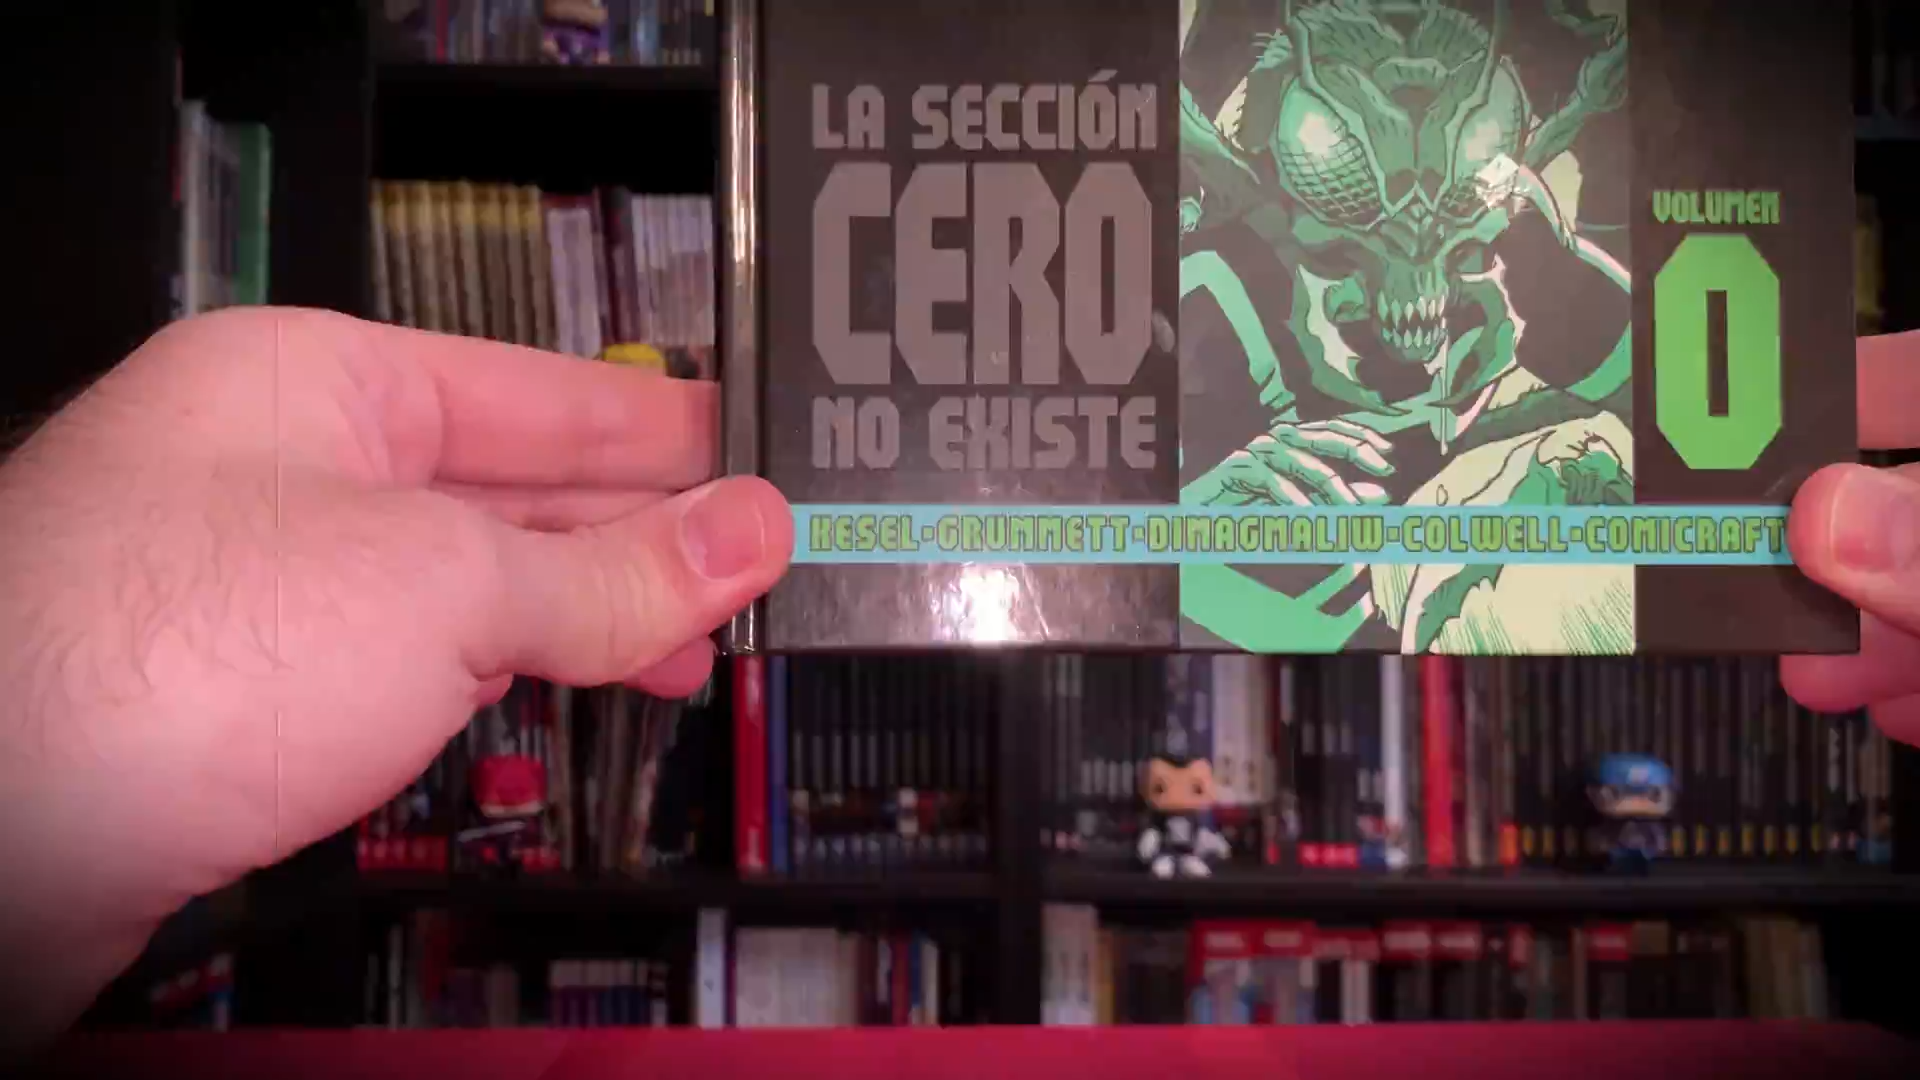 LA SECCIÓN
CERO
NO EXISTE
VOLUMEN
0
KESEL·GRUMMETT·DIMAGMALIW·COLWELL·COMICRAFT